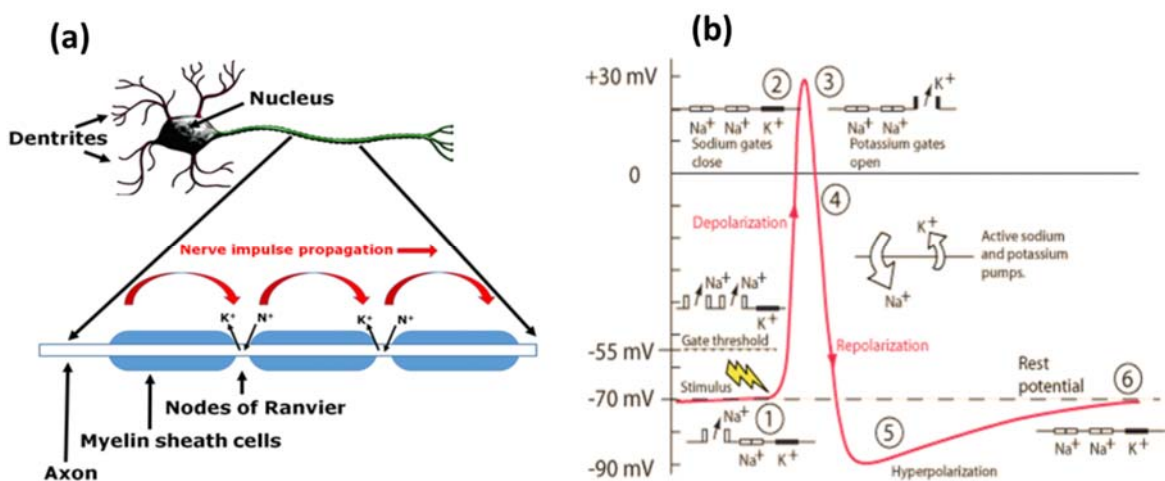 (a)
Nucleus
Dentrites
Nerve impulse propagation
K+ N+ K+ N+
Nodes of Ranvier
Myelin sheath cells
Axon
(b)
+30 mV
2
3
K+
Na+ Na+ K+
Sodium gates
close
Na+ Na+
Potassium gates
open
0
4
Depolarization
K+
Na+
Active sodium
and potassium
pumps.
Na+ Na+
K+
Gate threshold
-55 mV
Repolarization
Stimulus
-70 mV
Rest
potential
6
1
Na+
Na+ K+
5
Na+ Na+ K+
Hyperpolarization
-90 mV